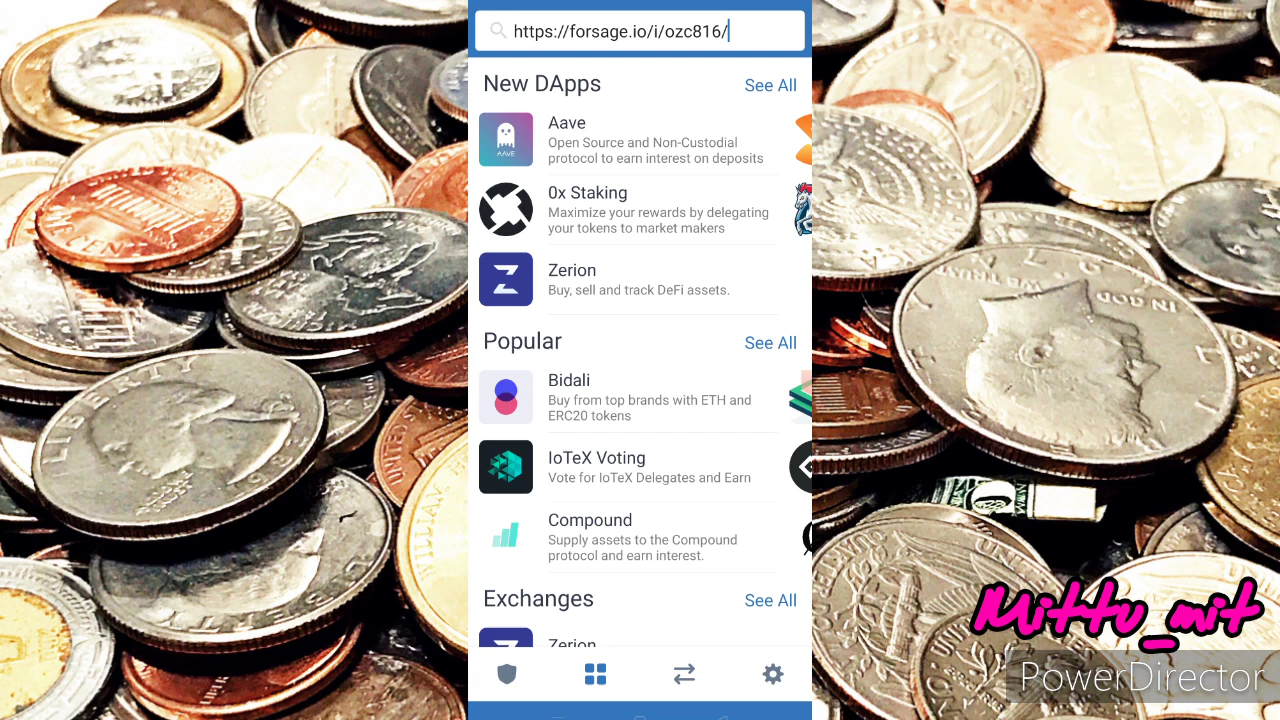 https://forsage.io/i/ozc816/
New DApps
See All
Aave
Open Source and Non-Custodial
protocol to earn interest on deposits
AAVE
0x Staking
Maximize your rewards by delegating
your tokens to market makers
Zerion
Buy, sell and track DeFi assets.
Popular
See All
Bidali
Buy from top brands with ETH and
ERC20 tokens
IoTeX Voting
Vote for IoTeX Delegates and Earn
Compound
Supply assets to the Compound
protocol and earn interest.
Exchanges
See All
Zerion
LIBERTY
IN GOD
Mittu_mit
PowerDirector